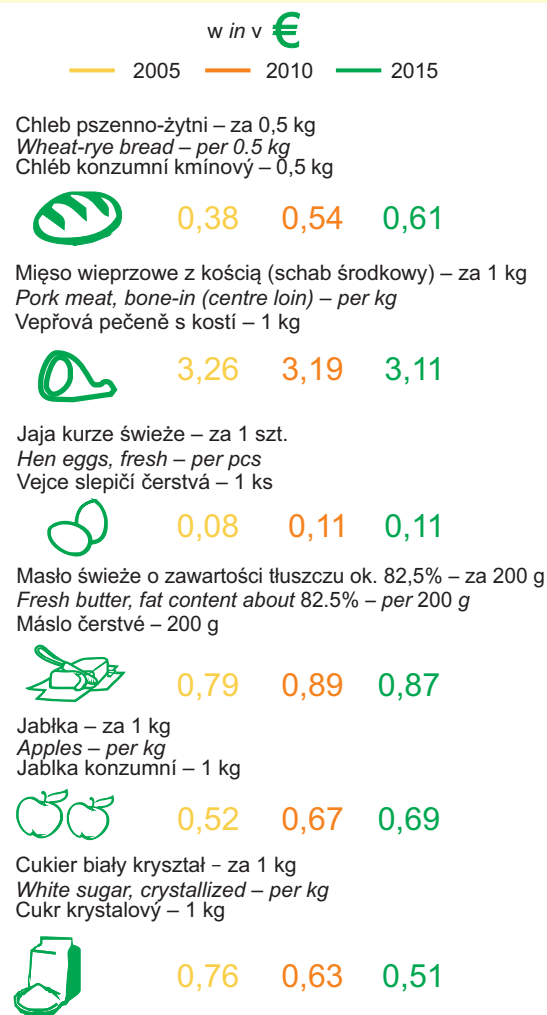 w in v €
2005 2010 2015
Chleb pszenno-żytni – za 0,5 kg
Wheat-rye bread – per 0.5 kg
Chléb konzumní kmínový – 0,5 kg
0,38 0,54 0,61
Mięso wieprzowe z kością (schab środkowy) – za 1 kg
Pork meat, bone-in (centre loin) – per kg
Vepřová pečeně s kostí – 1 kg
3,26 3,19 3,11
Jaja kurze świeże – za 1 szt.
Hen eggs, fresh – per pcs
Vejce slepičí čerstvá – 1 ks
0,08 0,11 0,11
Masło świeże o zawartości tłuszczu ok. 82,5% – za 200 g
Fresh butter, fat content about 82.5% – per 200 g
Máslo čerstvé – 200 g
0,79 0,89 0,87
Jabłka – za 1 kg
Apples – per kg
Jablka konzumní – 1 kg
0,52 0,67 0,69
Cukier biały kryształ – za 1 kg
White sugar, crystallized – per kg
Cukr krystalový – 1 kg
0,76 0,63 0,51